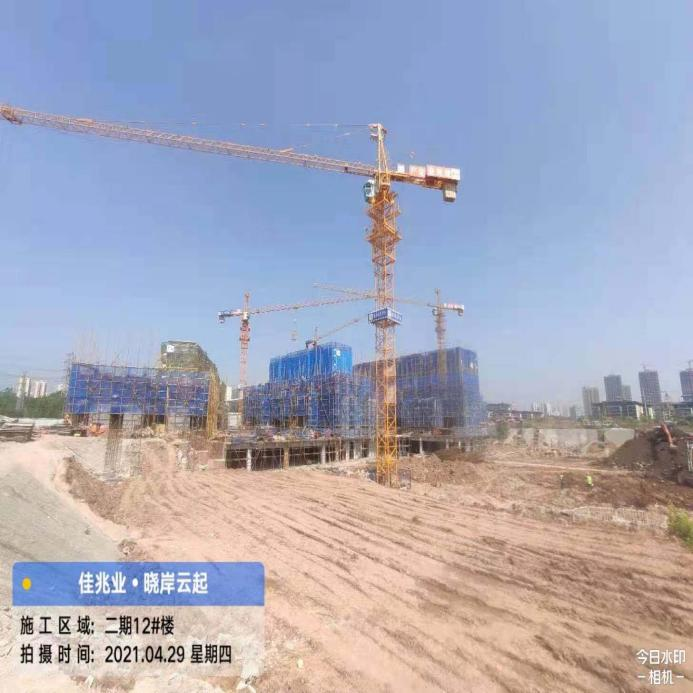 佳兆业·晓岸云起
施工区域: 二期12#楼
拍摄时间: 2021.04.29 星期四
今日水印
-相机-